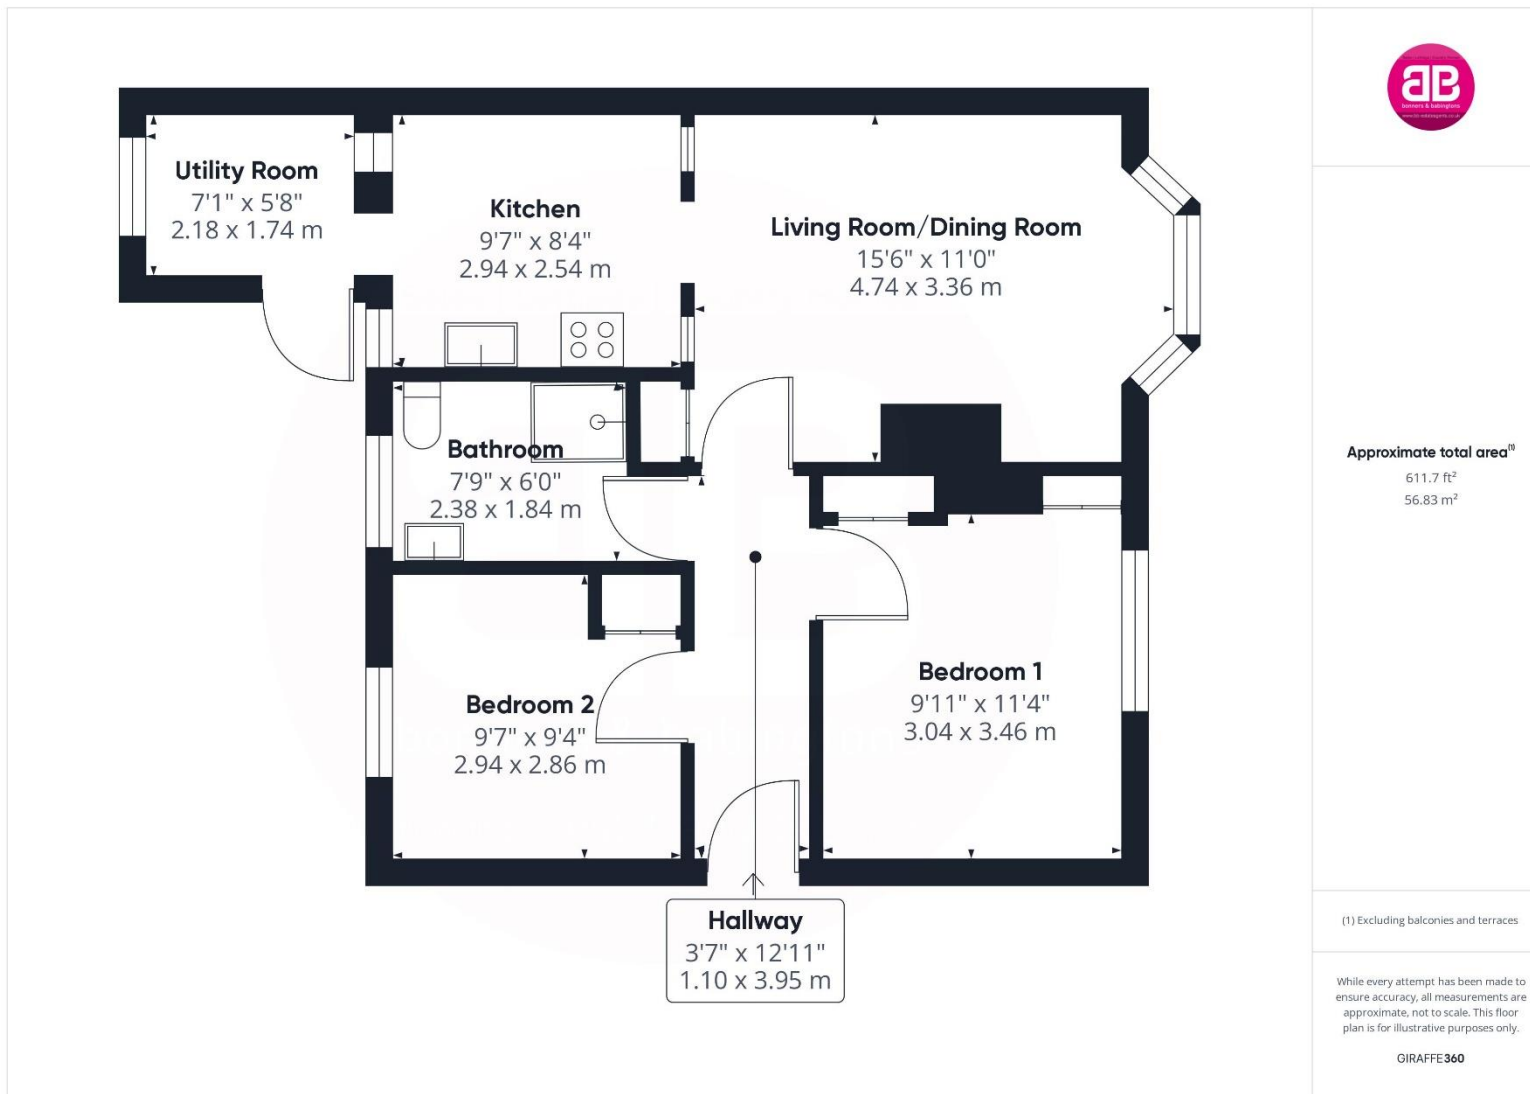 Utility Room
7'1" x 5'8"
2.18 x 1.74 m
Kitchen
9'7" x 8'4"
2.94 x 2.54 m
Living Room/Dining Room
15'6" x 11'0"
4.74 x 3.36 m
Bathroom
7'9" x 6'0"
2.38 x 1.84 m
Bedroom 2
9'7" x 9'4"
2.94 x 2.86 m
Bedroom 1
9'11" x 11'4"
3.04 x 3.46 m
Hallway
3'7" x 12'11"
1.10 x 3.95 m
bonners & babingtons
Approximate total area(1)
611.7 ft²
56.83 m²
(1) Excluding balconies and terraces
While every attempt has been made to
ensure accuracy, all measurements are
approximate, not to scale. This floor
plan is for illustrative purposes only.
GIRAFFE360